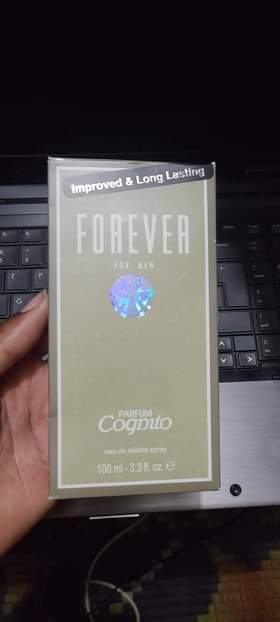 Improved & Long Lasting
FOREVER
FOR MEN
PARFUM
Cognito
eau de toilette spray
100 ml - 3.3 fl. oz. ℮